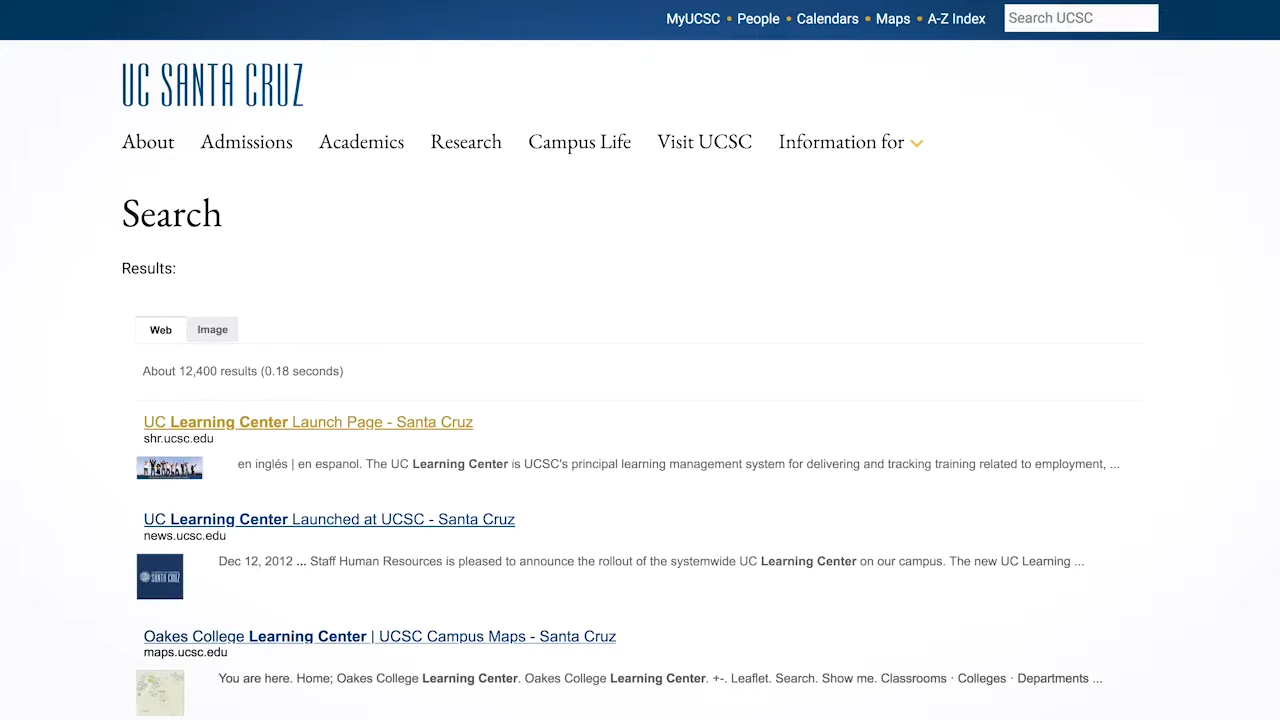 MyUCSC • People • Calendars • Maps • A-Z Index Search UCSC
UC SANTA CRUZ
About Admissions Academics Research Campus Life Visit UCSC Information for
Search
Results:
Web Image
About 12,400 results (0.18 seconds)
UC Learning Center Launch Page - Santa Cruz
shr.ucsc.edu
en inglés | en espanol. The UC Learning Center is UCSC's principal learning management system for delivering and tracking training related to employment, ...
UC Learning Center Launched at UCSC - Santa Cruz
news.ucsc.edu
SANTA CRUZ
Dec 12, 2012 ... Staff Human Resources is pleased to announce the rollout of the systemwide UC Learning Center on our campus. The new UC Learning ...
Oakes College Learning Center | UCSC Campus Maps - Santa Cruz
maps.ucsc.edu
You are here. Home; Oakes College Learning Center. Oakes College Learning Center. +-. Leaflet. Search. Show me. Classrooms · Colleges · Departments ...